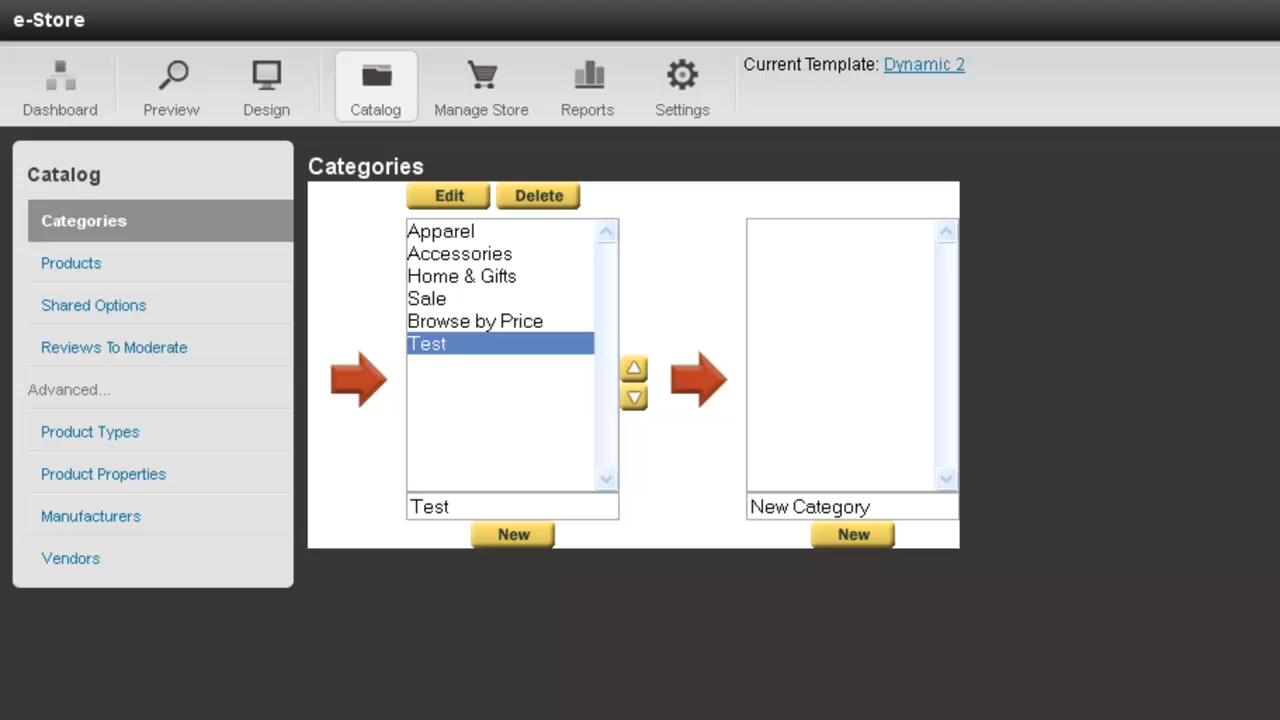 e-Store
Dashboard
Preview
Design
Catalog
Manage Store
Reports
Settings
Current Template: Dynamic 2
Catalog
Categories
Products
Shared Options
Reviews To Moderate
Advanced...
Product Types
Product Properties
Manufacturers
Vendors
Categories
Edit
Delete
Apparel
Accessories
Home & Gifts
Sale
Browse by Price
Test
Test
New
New Category
New